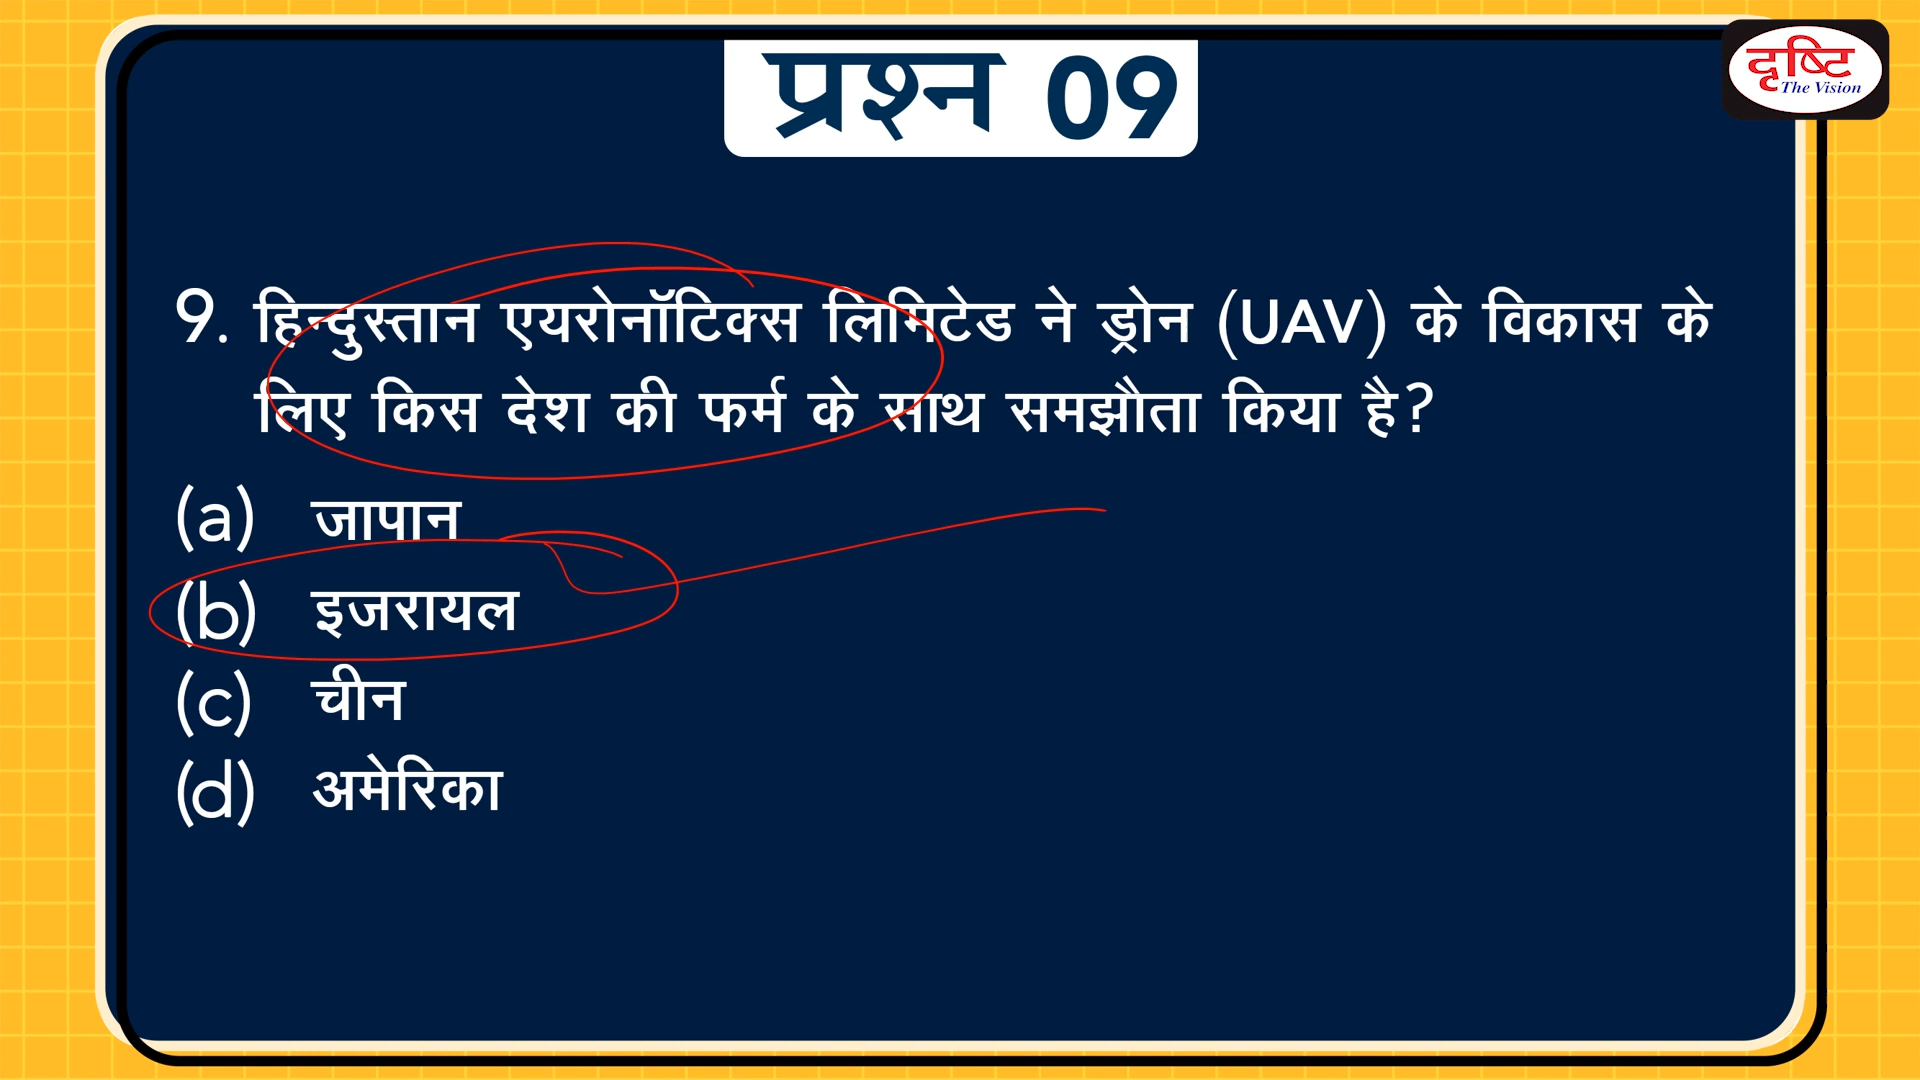 दृष्टि
The Vision
प्रश्न 09
9. हिन्दुस्तान एयरोनॉटिक्स लिमिटेड ने ड्रोन (UAV) के विकास के
लिए किस देश की फर्म के साथ समझौता किया है?
(a) जापान
(b) इजरायल
(c) चीन
(d) अमेरिका